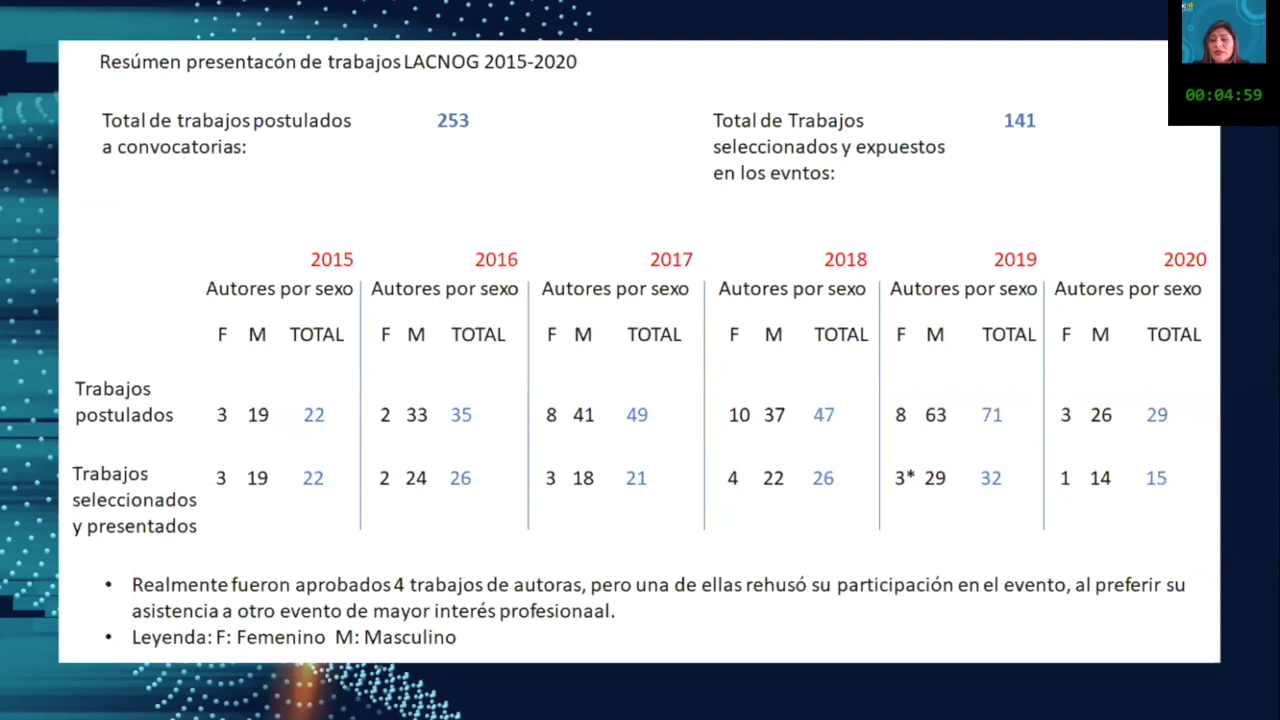 00:04:59
Resúmen presentacón de trabajos LACNOG 2015-2020
Total de trabajos postulados 253
a convocatorias:
Total de Trabajos 141
seleccionados y expuestos
en los evntos:
2015 2016 2017 2018 2019 2020
Autores por sexo Autores por sexo Autores por sexo Autores por sexo Autores por sexo Autores por sexo
F M TOTAL F M TOTAL F M TOTAL F M TOTAL F M TOTAL F M TOTAL
Trabajos
postulados 3 19 22 2 33 35 8 41 49 10 37 47 8 63 71 3 26 29
Trabajos
seleccionados 3 19 22 2 24 26 3 18 21 4 22 26 3* 29 32 1 14 15
y presentados
• Realmente fueron aprobados 4 trabajos de autoras, pero una de ellas rehusó su participación en el evento, al preferir su
asistencia a otro evento de mayor interés profesionaal.
• Leyenda: F: Femenino M: Masculino